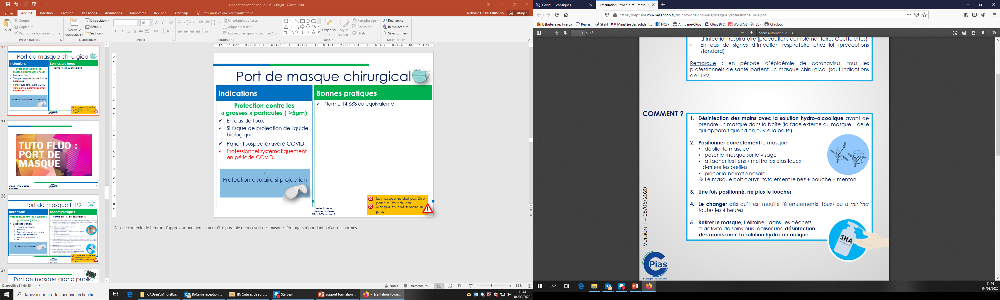 support formation vague 2-V1-CBS_nf - PowerPoint
Fichier Accueil Insertion Création Transitions Animations Diaporama Révision Affichage Dites-nous ce que vous voulez faire. Nathalie FLORET BASSISSI Partager
Coller
Couper
Copier
Reproduire la mise en forme
Presse-papiers
Nouvelle diapositive
Disposition
Rétablir
Section
Diapositives
16
G I S S abc AV Aa A
Police
Orientation du texte
Aligner le texte
Convertir en graphique SmartArt
Paragraphe
Organiser
Styles rapides
Remplissage
Contour
Effets
Dessin
Rechercher
Remplacer
Sélectionner
Modification
34
Port de masque chirurgical
Indications Bonnes pratiques
Protection contre les
« grosses » particules ( >5µm)
En cas de toux
Si risque de projection de liquide
biologique
Patient suspecté/avéré COVID
Professionnel systématiquement
en période COVID
+
Protection oculaire si projection
Norme 14 683 ou équivalente
35
TUTO FLUO :
PORT DE
MASQUE
Covid-19 & Gestes
barrières
36
Port de masque FFP2
Indications Bonnes pratiques
Protection contre les « petites »
particules ( <5µm)
Si aérosolisation
Norme EN 149 ou équivalente
+
Protection oculaire
37
Port de masque grand public
Port de masque chirurgical
Indications
Bonnes pratiques
Protection contre les
« grosses » particules ( >5µm)
✓ En cas de toux
✓ Si risque de projection de liquide
biologique
✓ Patient suspecté/avéré COVID
✓ Professionnel systématiquement
en période COVID
+
Protection oculaire si projection
✓ Norme 14 683 ou équivalente
Le masque ne doit pas être
porté autour du cou.
Masque touché = masque
jeté.
Veille & alerte
Mesures barrières
CPias BFC, version 1
Dans le contexte de tension d'approvisionnement, il peut être possible de recevoir des masques étrangers répondant à d'autres normes.
Diapositive 34 de 55 Notes Commentaires 83 %
Tapez ici pour effectuer une recherche
C:\Users\n1floretba... Boîte de réception ... TR: Critères de sorti... StarLeaf support formation ... Présentation Power...
11:44
04/08/2020
Covid-19 consignes
Présentation PowerPoint - masque_
https://neptune.chu-besancon.fr/rfclin/coronavirus/ville/masque_professionnel_ville.pdf
Débuter avec Firefox Répias SF2H Ministère des Solidarit... HCSP Annuaire-CPias CPias BFC Word Art SpF Chrubox
1 sur 2 Zoom automatique
d'infection respiratoire (précautions complémentaires Gouttelettes)
• En cas de signes d'infection respiratoire chez lui (précautions
standard)
Remarque : en période d'épidémie de coronavirus, tous les
professionnels de santé portent un masque chirurgical (sauf indications
de FFP2)
COMMENT ?
1. Désinfection des mains avec la solution hydro-alcoolique avant de
prendre un masque dans la boîte (la face externe du masque = celle
qui apparait quand on ouvre la boite)
2. Positionner correctement le masque =
• déplier le masque
• poser le masque sur le visage
• attacher les liens / mettre les élastiques
derrière les oreilles
• pincer la barrette nasale
→ Le masque doit couvrir totalement le nez + bouche + menton
3. Une fois positionné, ne plus le toucher
4. Le changer dès qu'il est mouillé (éternuements, toux) ou a minima
toutes les 4 heures
5. Retirer le masque, l'éliminer dans les déchets
d'activité de soins puis réaliser une désinfection
des mains avec la solution hydro-alcoolique
SHA
Version 1 – 05/05/2020
CPias
Bourgogne Franche-Comté
11:44
04/08/2020